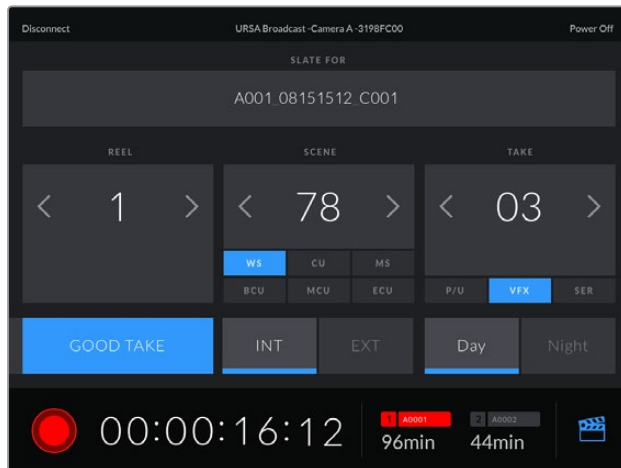 Disconnect URSA Broadcast -Camera A -3198FC00 Power Off
SLATE FOR
A001_08151512_C001
REEL SCENE TAKE
1 78 03
WS CU MS
BCU MCU ECU P/U VFX SER
GOOD TAKE INT EXT Day Night
1 A0001 2 A0002
00:00:16:12 96min 44min